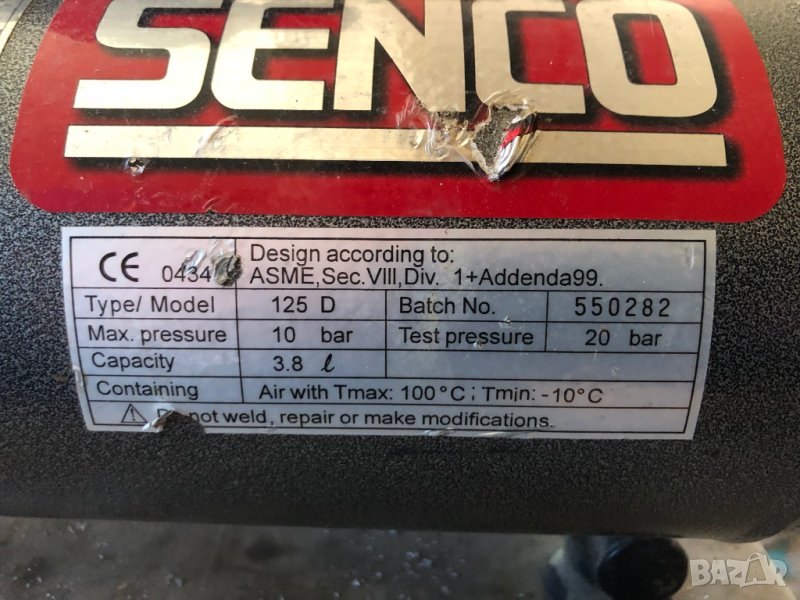 SENCO
CE 0434 Design according to:
ASME,Sec.VIII,Div. 1+Addenda99.
Type/ Model 125 D Batch No. 550282
Max. pressure 10 bar Test pressure 20 bar
Capacity 3.8 ℓ
Containing Air with Tmax: 100°C; Tmin: -10°C
Do not weld, repair or make modifications.
BAZAR